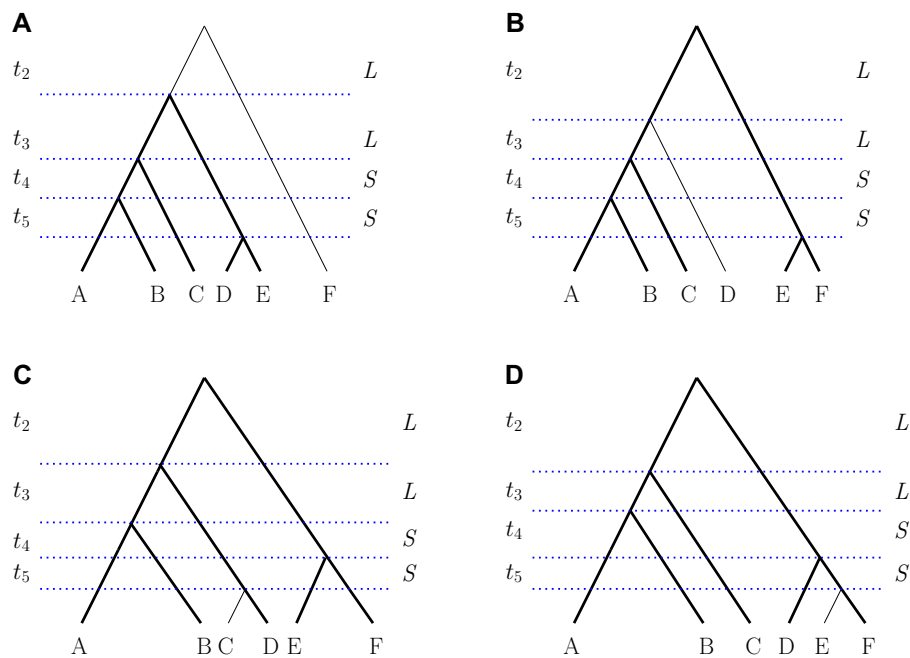 A B
t₂ L t₂ L
t₃ L t₃ L
t₄ S t₄ S
t₅ S t₅ S
A B C D E F A B C D E F
C D
t₂ L t₂ L
t₃ L t₃ L
t₄ S t₄ S
t₅ S t₅ S
A B C D E F A B C D E F